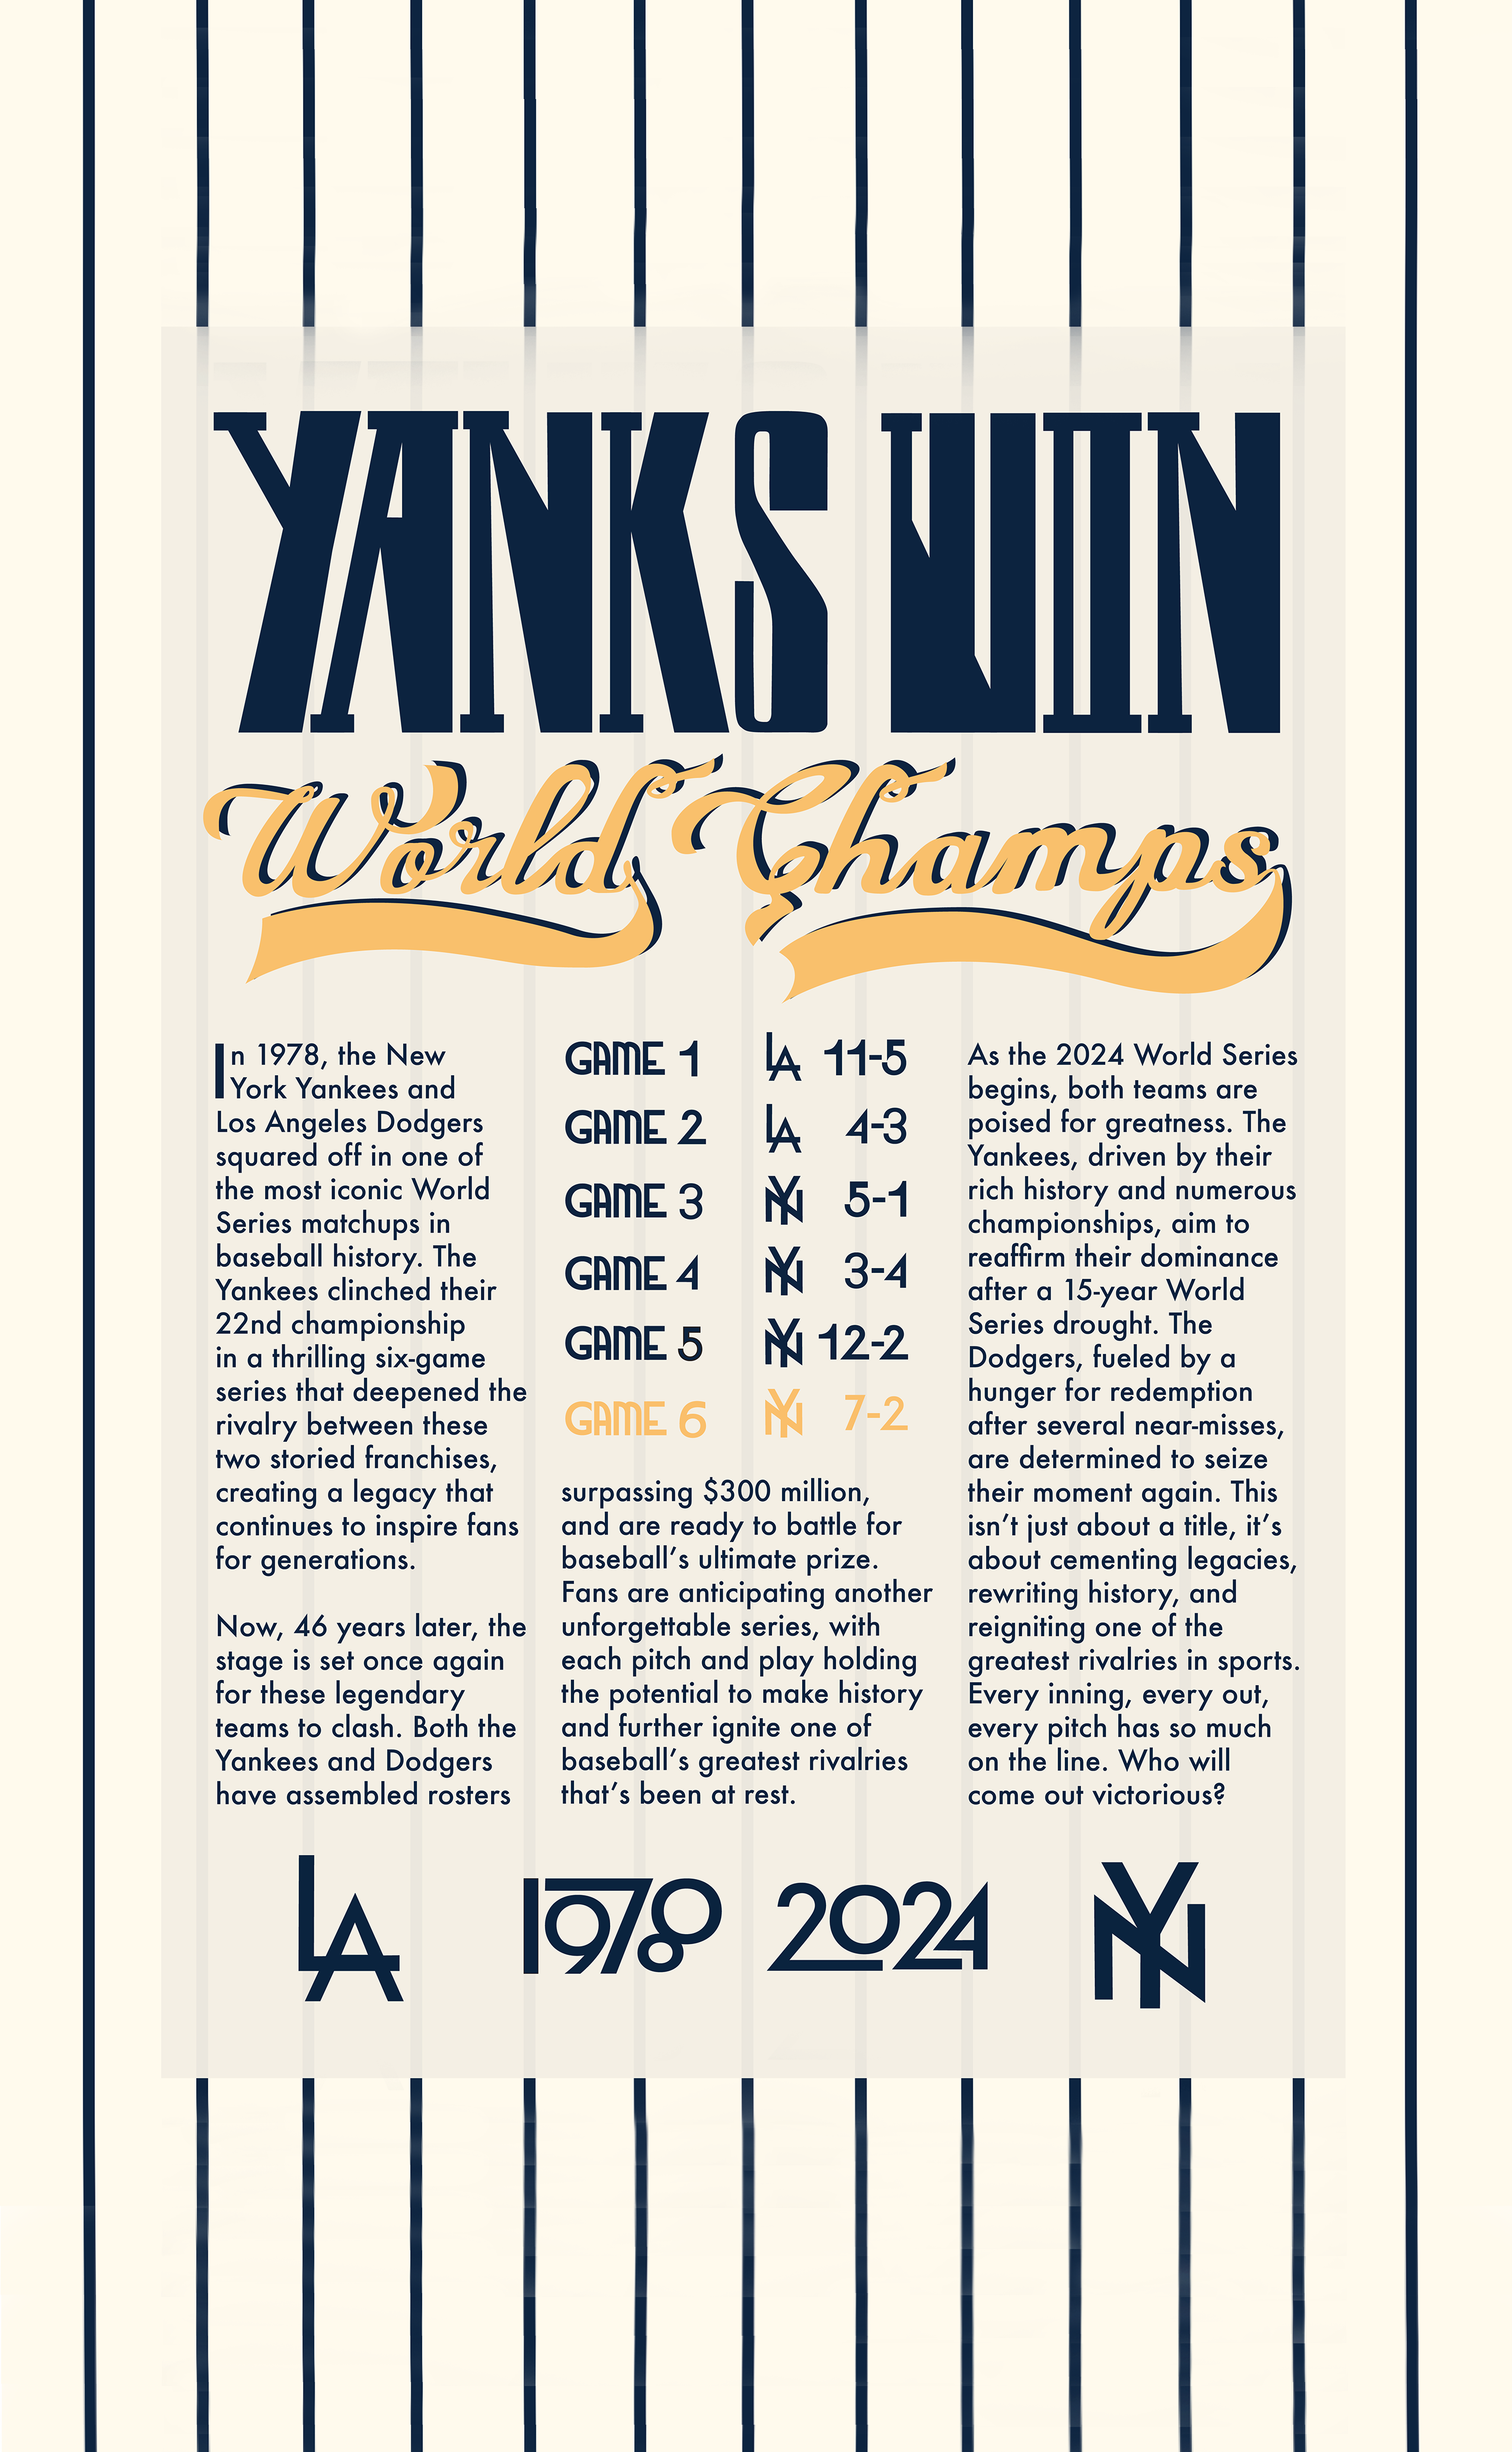 YANKS WIN
World Champs
In 1978, the New
York Yankees and
Los Angeles Dodgers
squared off in one of
the most iconic World
Series matchups in
baseball history. The
Yankees clinched their
22nd championship
in a thrilling six-game
series that deepened the
rivalry between these
two storied franchises,
creating a legacy that
continues to inspire fans
for generations.
Now, 46 years later, the
stage is set once again
for these legendary
teams to clash. Both the
Yankees and Dodgers
have assembled rosters
GAME 1 LA 11-5
GAME 2 LA 4-3
GAME 3 NY 5-1
GAME 4 NY 3-4
GAME 5 NY 12-2
GAME 6 NY 7-2
surpassing $300 million,
and are ready to battle for
baseball's ultimate prize.
Fans are anticipating another
unforgettable series, with
each pitch and play holding
the potential to make history
and further ignite one of
baseball's greatest rivalries
that's been at rest.
As the 2024 World Series
begins, both teams are
poised for greatness. The
Yankees, driven by their
rich history and numerous
championships, aim to
reaffirm their dominance
after a 15-year World
Series drought. The
Dodgers, fueled by a
hunger for redemption
after several near-misses,
are determined to seize
their moment again. This
isn't just about a title, it's
about cementing legacies,
rewriting history, and
reigniting one of the
greatest rivalries in sports.
Every inning, every out,
every pitch has so much
on the line. Who will
come out victorious?
LA 1978 2024 NY